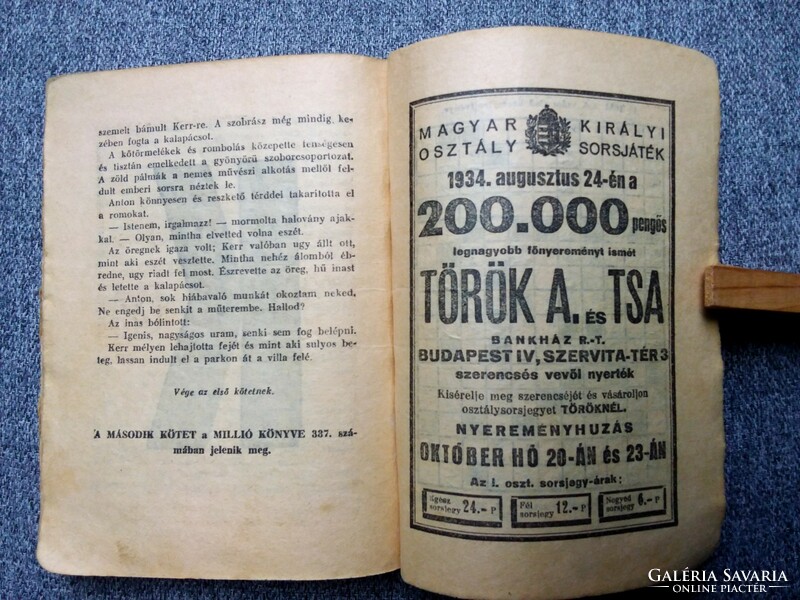 szemelt bámult Kerr-re. A szobrász még mindig ke-
zében fogta a kalapácsot.
A kőtörmelékek és rombolás közepette fenségesen
és tisztán emelkedett a gyönyörű szoborcsoportozat.
A zöld pálmák a nemes művészi alkotás mellől fel-
dult emberi sorsra néztek le.
Anton könnyesen és reszkető térddel takarította el
a romokat.
— Istenem, irgalmazz! — mormolta halovány ajak-
kal. — Olyan, mintha elvetted volna eszét.
Az öregnek igaza volt; Kerr valóban ugy állt ott,
mint aki eszét vesztette. Mintha nehéz álomból éb-
redne, ugy riadt fel most. Észrevette az öreg, hű inast
és letette a kalapácsot.
— Anton, sok hiábavaló munkát okoztam neked.
Ne engedj be senkit a műterembe. Hallod?
Az inas bólintott:
— Igenis, nagyságos uram, senki sem fog belépni.
Kerr mélyen lehajtotta fejét és mint aki sulyos be-
teg, lassan indult el a parkon át a villa felé.
Vége az első kötetnek.
A MÁSODIK KÖTET a MILLIÓ KÖNYVE 337. szá-
mában jelenik meg.
MAGYAR KIRÁLYI
OSZTÁLY SORSJÁTÉK
1934. augusztus 24-én a
200.000 pengős
legnagyobb főnyereményt ismét
TÖRÖK A. ÉS TSA
BANKHÁZ R.-T.
BUDAPEST IV, SZERVITA-TÉR 3
szerencsés vevői nyerték
Kisérelje meg szerencséjét és vásároljon
osztálysorsjegyet TÖRÖKNÉL.
NYEREMÉNYHUZÁS
OKTÓBER HÓ 20-ÁN és 23-ÁN
Az I. oszt. sorsjegy-árak:
Egész sorsjegy 24.- P
Fél sorsjegy 12.- P
Negyed sorsjegy 6.- P
GALÉRIA SAVARIA
ONLINE PIACTÉR